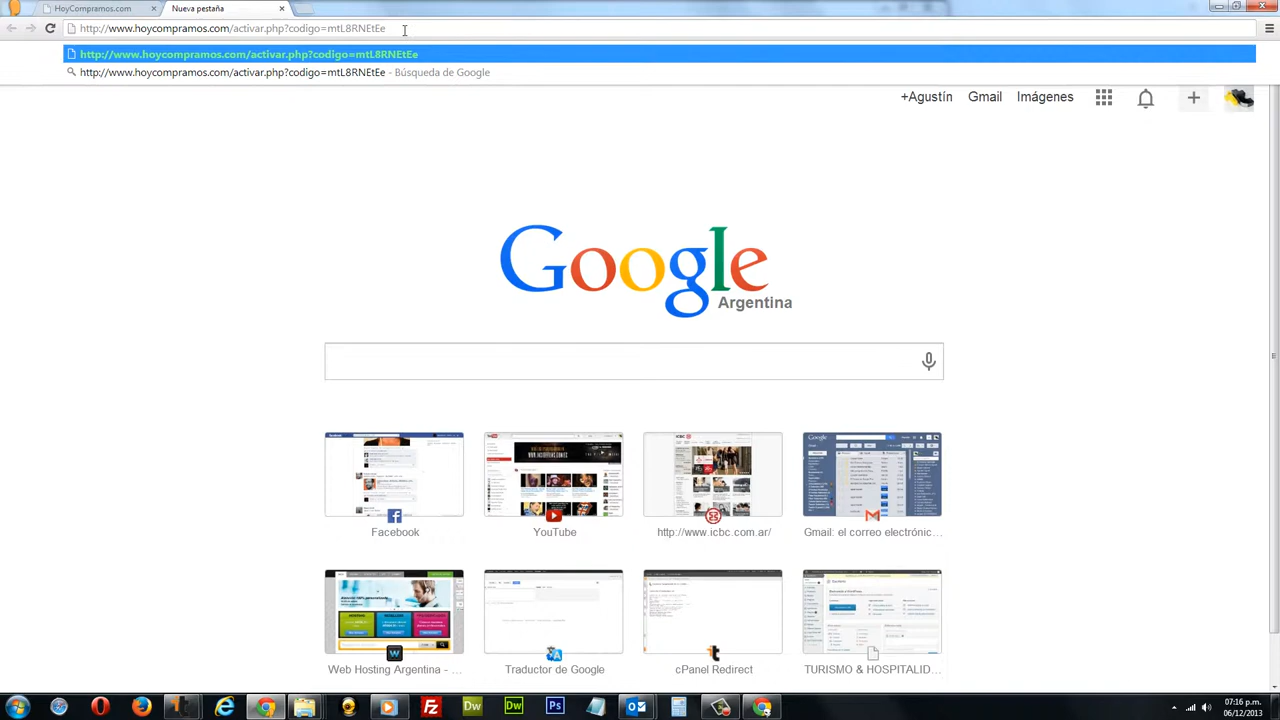 HoyCompramos.com
Nueva pestaña
http://www.hoycompramos.com/activar.php?codigo=mtL8RNEtEe
http://www.hoycompramos.com/activar.php?codigo=mtL8RNEtEe
http://www.hoycompramos.com/activar.php?codigo=mtL8RNEtEe - Búsqueda de Google
+Agustín Gmail Imágenes
Google
Argentina
Facebook
YouTube
http://www.icbc.com.ar/
Gmail: el correo electrónic...
Web Hosting Argentina - ...
Traductor de Google
cPanel Redirect
TURISMO & HOSPITALID...
07:16 p.m.
06/12/2013